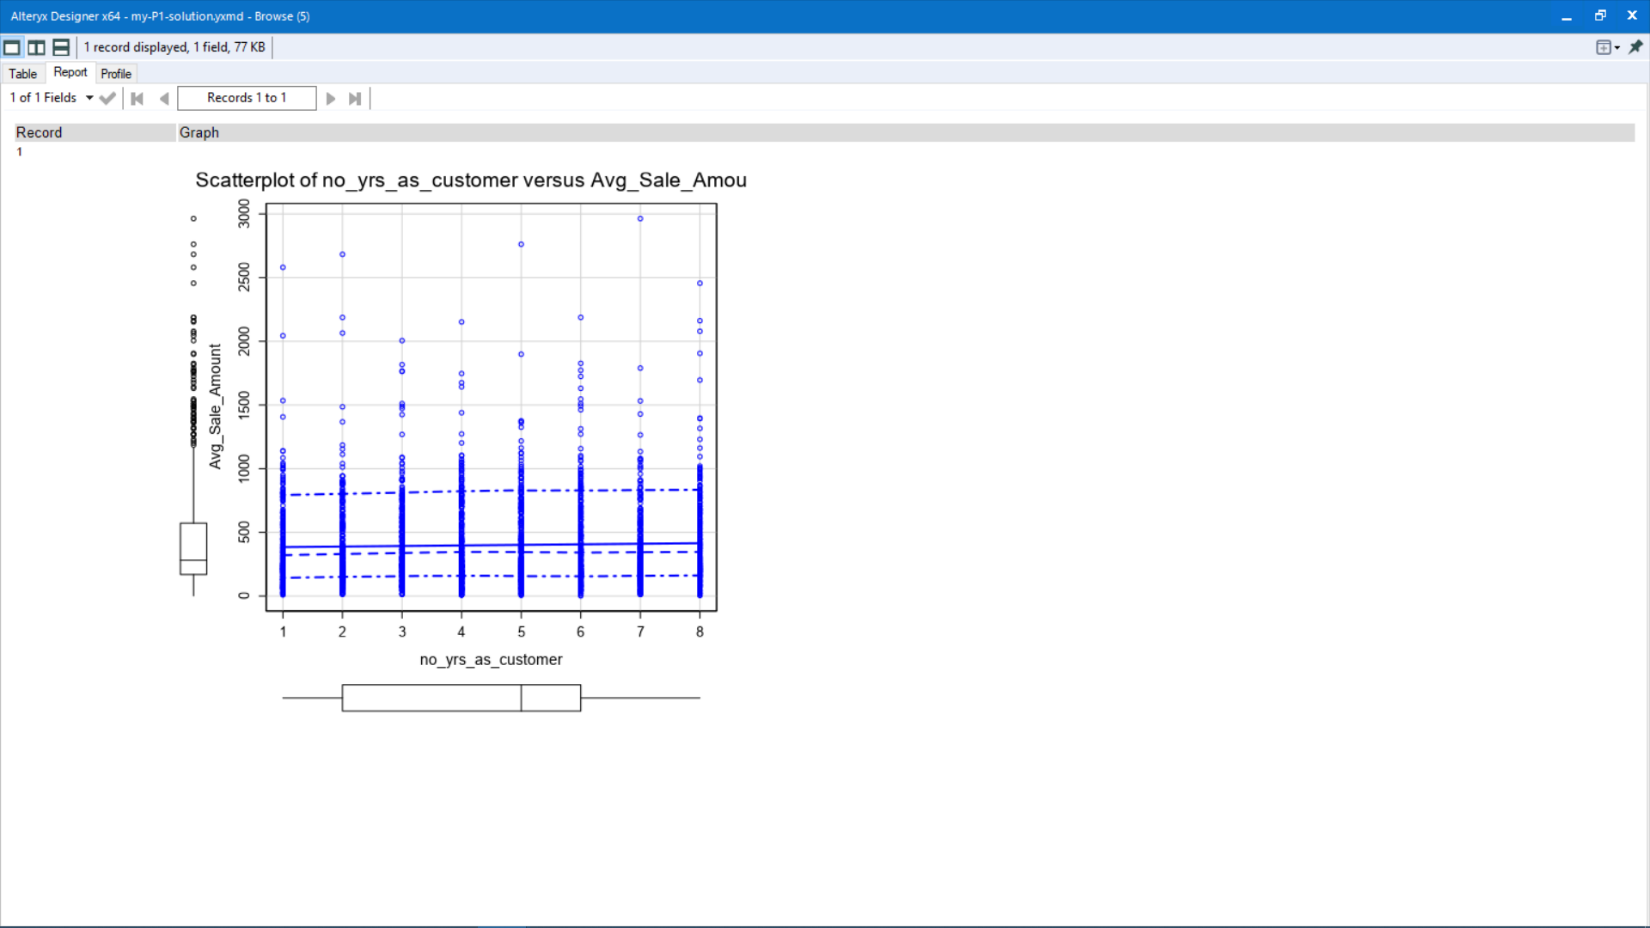 Alteryx Designer x64 - my-P1-solution.yxmd - Browse (5)
1 record displayed, 1 field, 77 KB
Table Report Profile
1 of 1 Fields Records 1 to 1
Record Graph
1
Scatterplot of no_yrs_as_customer versus Avg_Sale_Amou
3000
2500
2000
1500
1000
500
0
Avg_Sale_Amount
1 2 3 4 5 6 7 8
no_yrs_as_customer